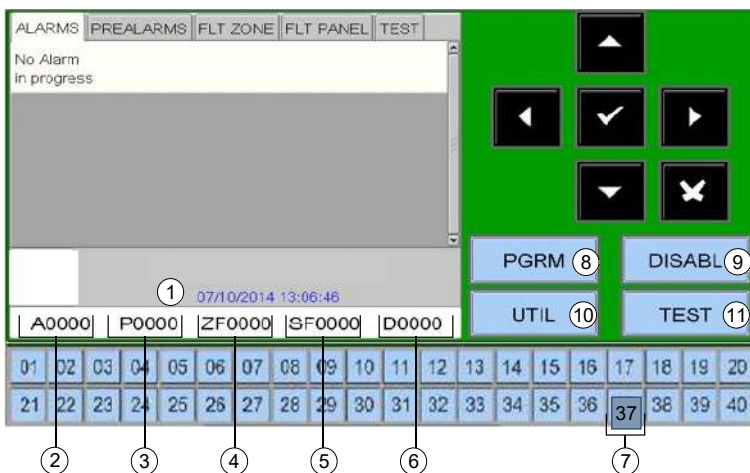 ALARMS PREALARMS FLT ZONE FLT PANEL TEST
No Alarm
in progress
1
07/10/2014 13:06:46
A0000 P0000 ZF0000 SF0000 D0000
PGRM 8 DISABL 9
UTIL 10 TEST 11
01 02 03 04 05 06 07 08 09 10 11 12 13 14 15 16 17 18 19 20
21 22 23 24 25 26 27 28 29 30 31 32 33 34 35 36 37 38 39 40
2 3 4 5 6 7